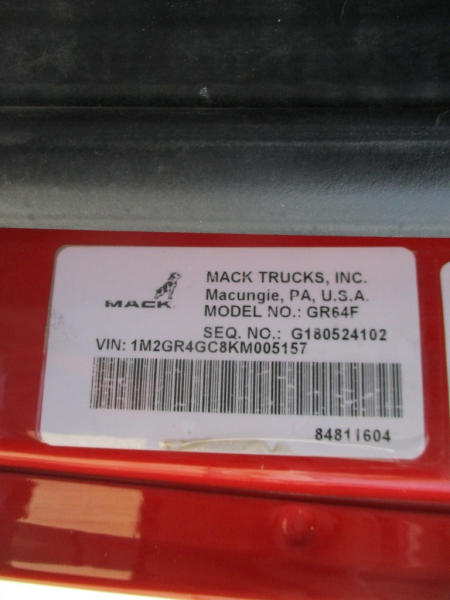 MACK TRUCKS, INC.
MACK
Macungie, PA, U.S.A.
MODEL NO.: GR64F
SEQ. NO.: G180524102
VIN: 1M2GR4GC8KM005157
84811604